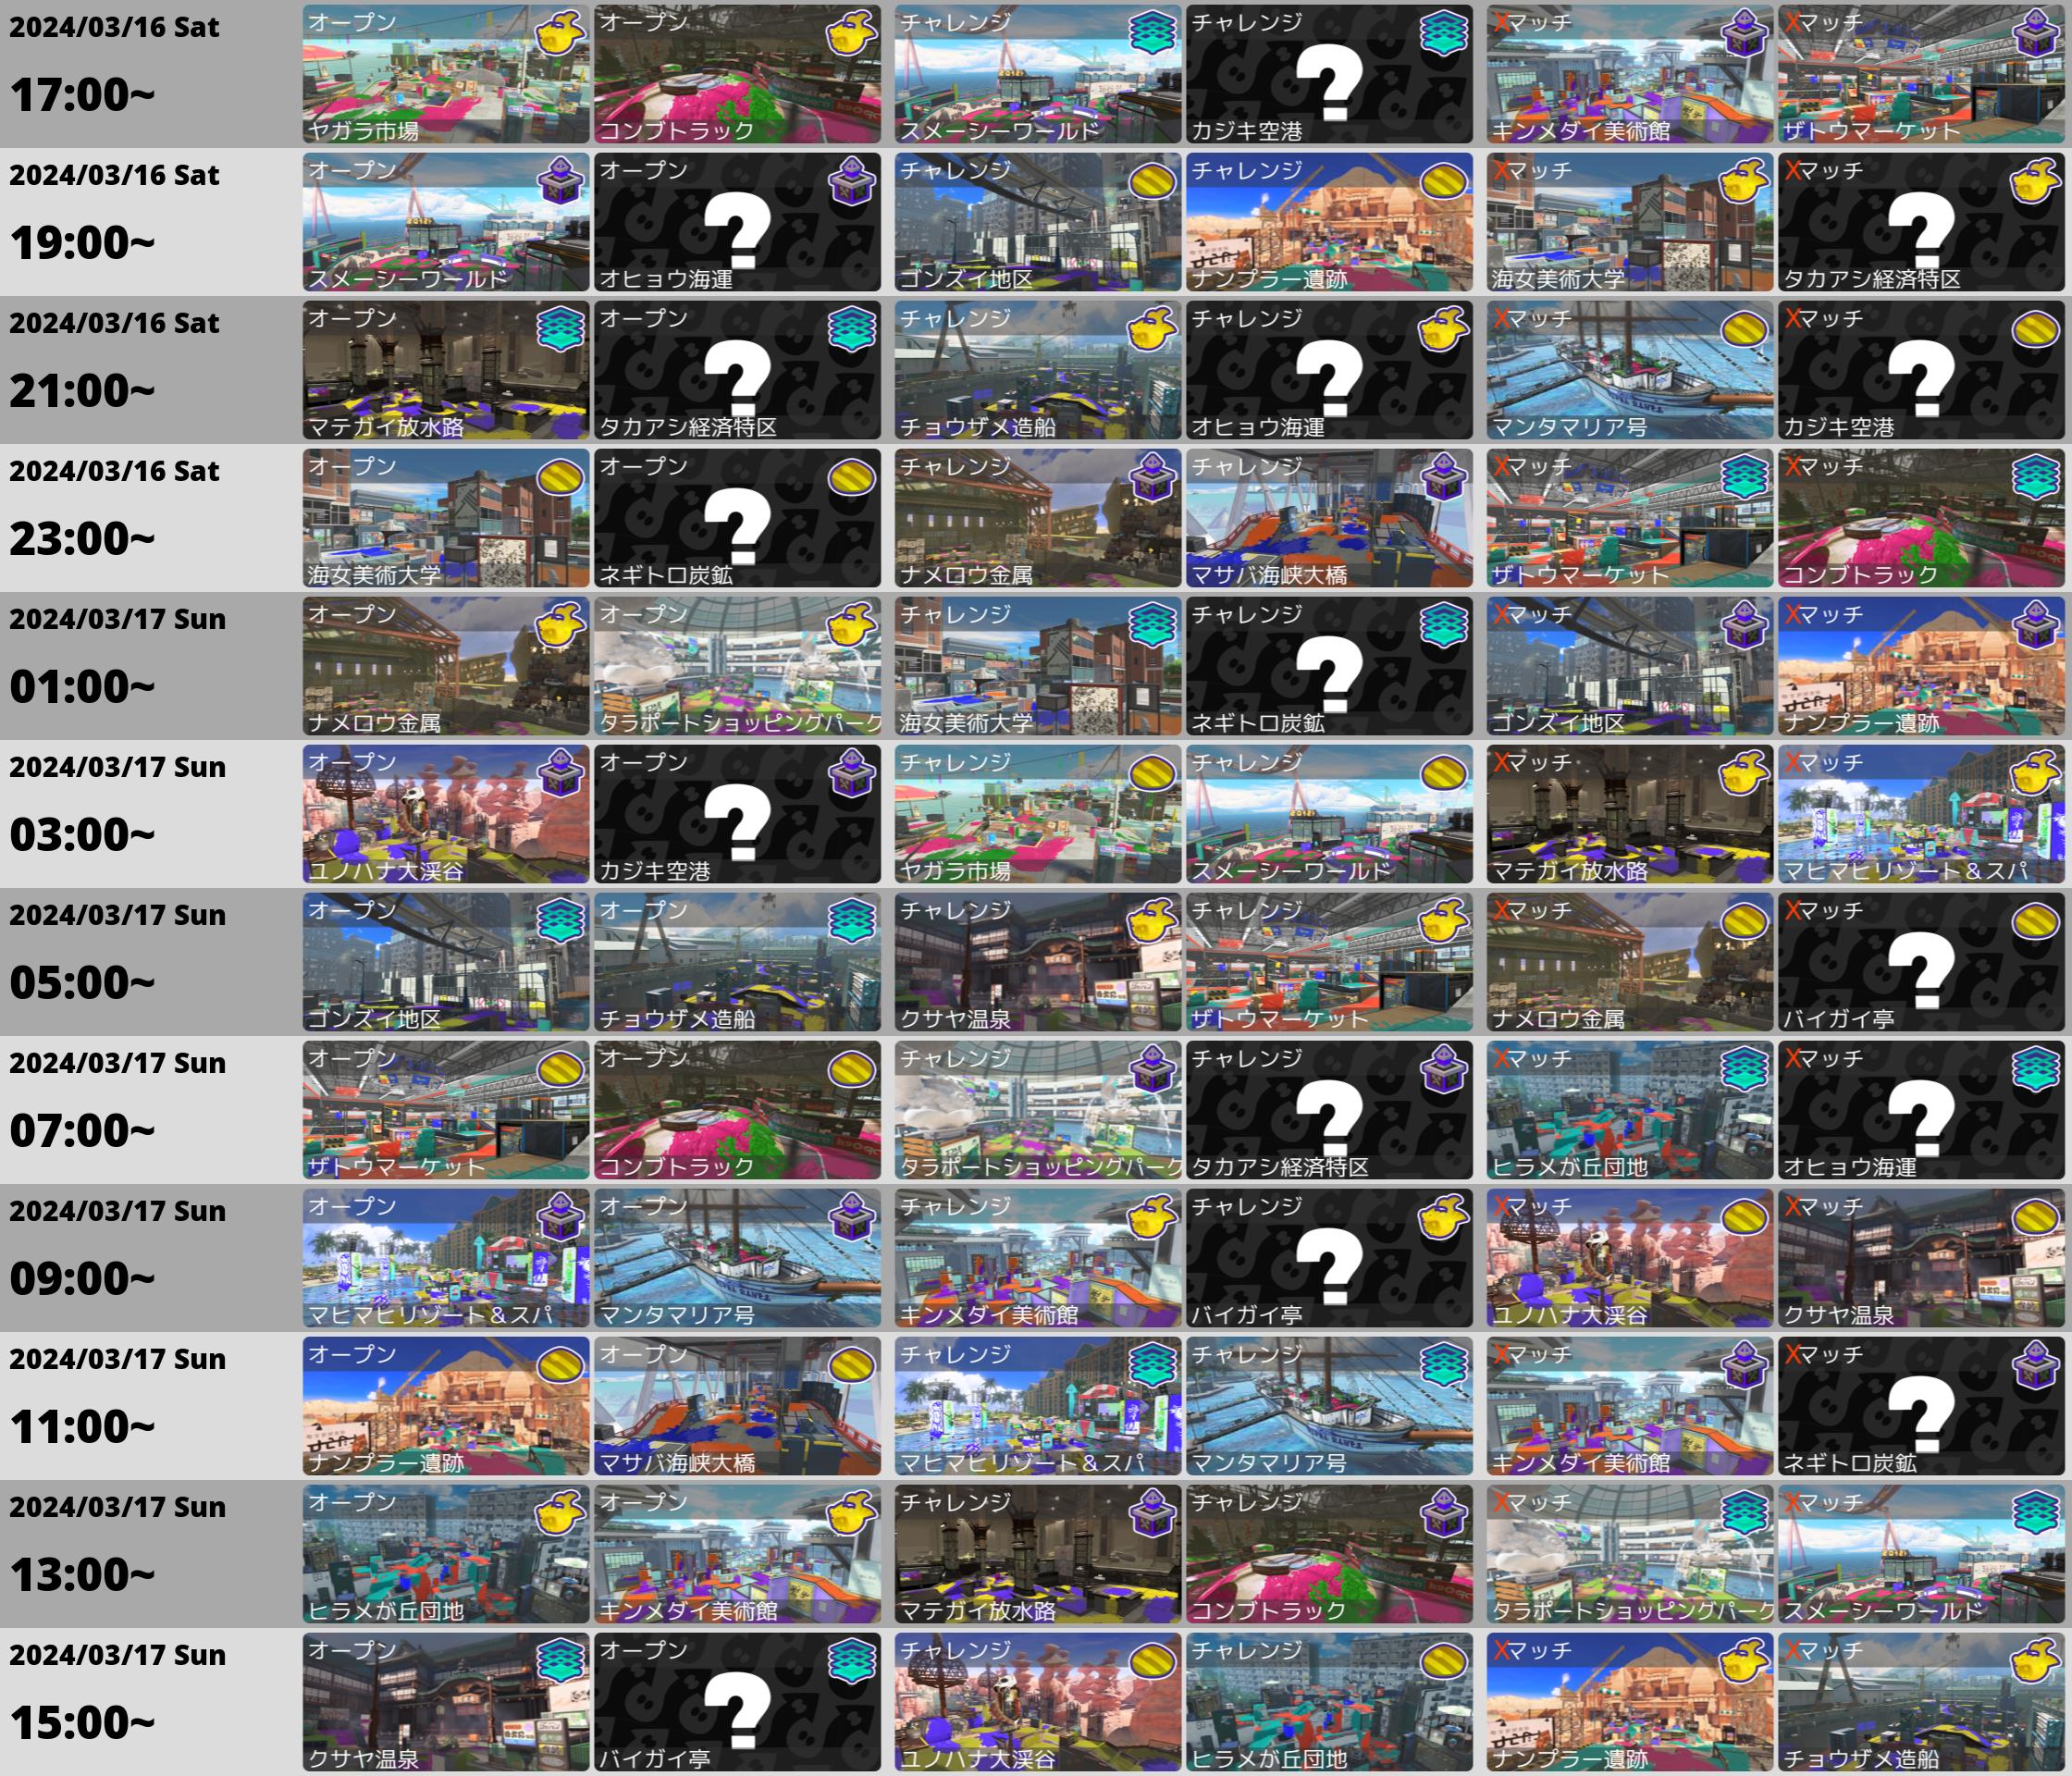 2024/03/16 Sat
17:00~
オープン オープン チャレンジ チャレンジ Xマッチ Xマッチ
ヤガラ市場 コンブトラック スメーシーワールド カジキ空港 キンメダイ美術館 ザトウマーケット
2024/03/16 Sat
19:00~
オープン オープン チャレンジ チャレンジ Xマッチ Xマッチ
スメーシーワールド オヒョウ海運 ゴンズイ地区 ナンプラー遺跡 海女美術大学 タカアシ経済特区
2024/03/16 Sat
21:00~
オープン オープン チャレンジ チャレンジ Xマッチ Xマッチ
マテガイ放水路 タカアシ経済特区 チョウザメ造船 オヒョウ海運 マンタマリア号 カジキ空港
2024/03/16 Sat
23:00~
オープン オープン チャレンジ チャレンジ Xマッチ Xマッチ
海女美術大学 ネギトロ炭鉱 ナメロウ金属 マサバ海峡大橋 ザトウマーケット コンブトラック
2024/03/17 Sun
01:00~
オープン オープン チャレンジ チャレンジ Xマッチ Xマッチ
ナメロウ金属 タラポートショッピングパーク 海女美術大学 ネギトロ炭鉱 ゴンズイ地区 ナンプラー遺跡
2024/03/17 Sun
03:00~
オープン オープン チャレンジ チャレンジ Xマッチ Xマッチ
ユノハナ大渓谷 カジキ空港 ヤガラ市場 スメーシーワールド マテガイ放水路 マヒマヒリゾート&スパ
2024/03/17 Sun
05:00~
オープン オープン チャレンジ チャレンジ Xマッチ Xマッチ
ゴンズイ地区 チョウザメ造船 クサヤ温泉 ザトウマーケット ナメロウ金属 バイガイ亭
2024/03/17 Sun
07:00~
オープン オープン チャレンジ チャレンジ Xマッチ Xマッチ
ザトウマーケット コンブトラック タラポートショッピングパーク タカアシ経済特区 ヒラメが丘団地 オヒョウ海運
2024/03/17 Sun
09:00~
オープン オープン チャレンジ チャレンジ Xマッチ Xマッチ
マヒマヒリゾート&スパ マンタマリア号 キンメダイ美術館 バイガイ亭 ユノハナ大渓谷 クサヤ温泉
2024/03/17 Sun
11:00~
オープン オープン チャレンジ チャレンジ Xマッチ Xマッチ
ナンプラー遺跡 マサバ海峡大橋 マヒマヒリゾート&スパ マンタマリア号 キンメダイ美術館 ネギトロ炭鉱
2024/03/17 Sun
13:00~
オープン オープン チャレンジ チャレンジ Xマッチ Xマッチ
ヒラメが丘団地 キンメダイ美術館 マテガイ放水路 コンブトラック タラポートショッピングパーク スメーシーワールド
2024/03/17 Sun
15:00~
オープン オープン チャレンジ チャレンジ Xマッチ Xマッチ
クサヤ温泉 バイガイ亭 ユノハナ大渓谷 ヒラメが丘団地 ナンプラー遺跡 チョウザメ造船